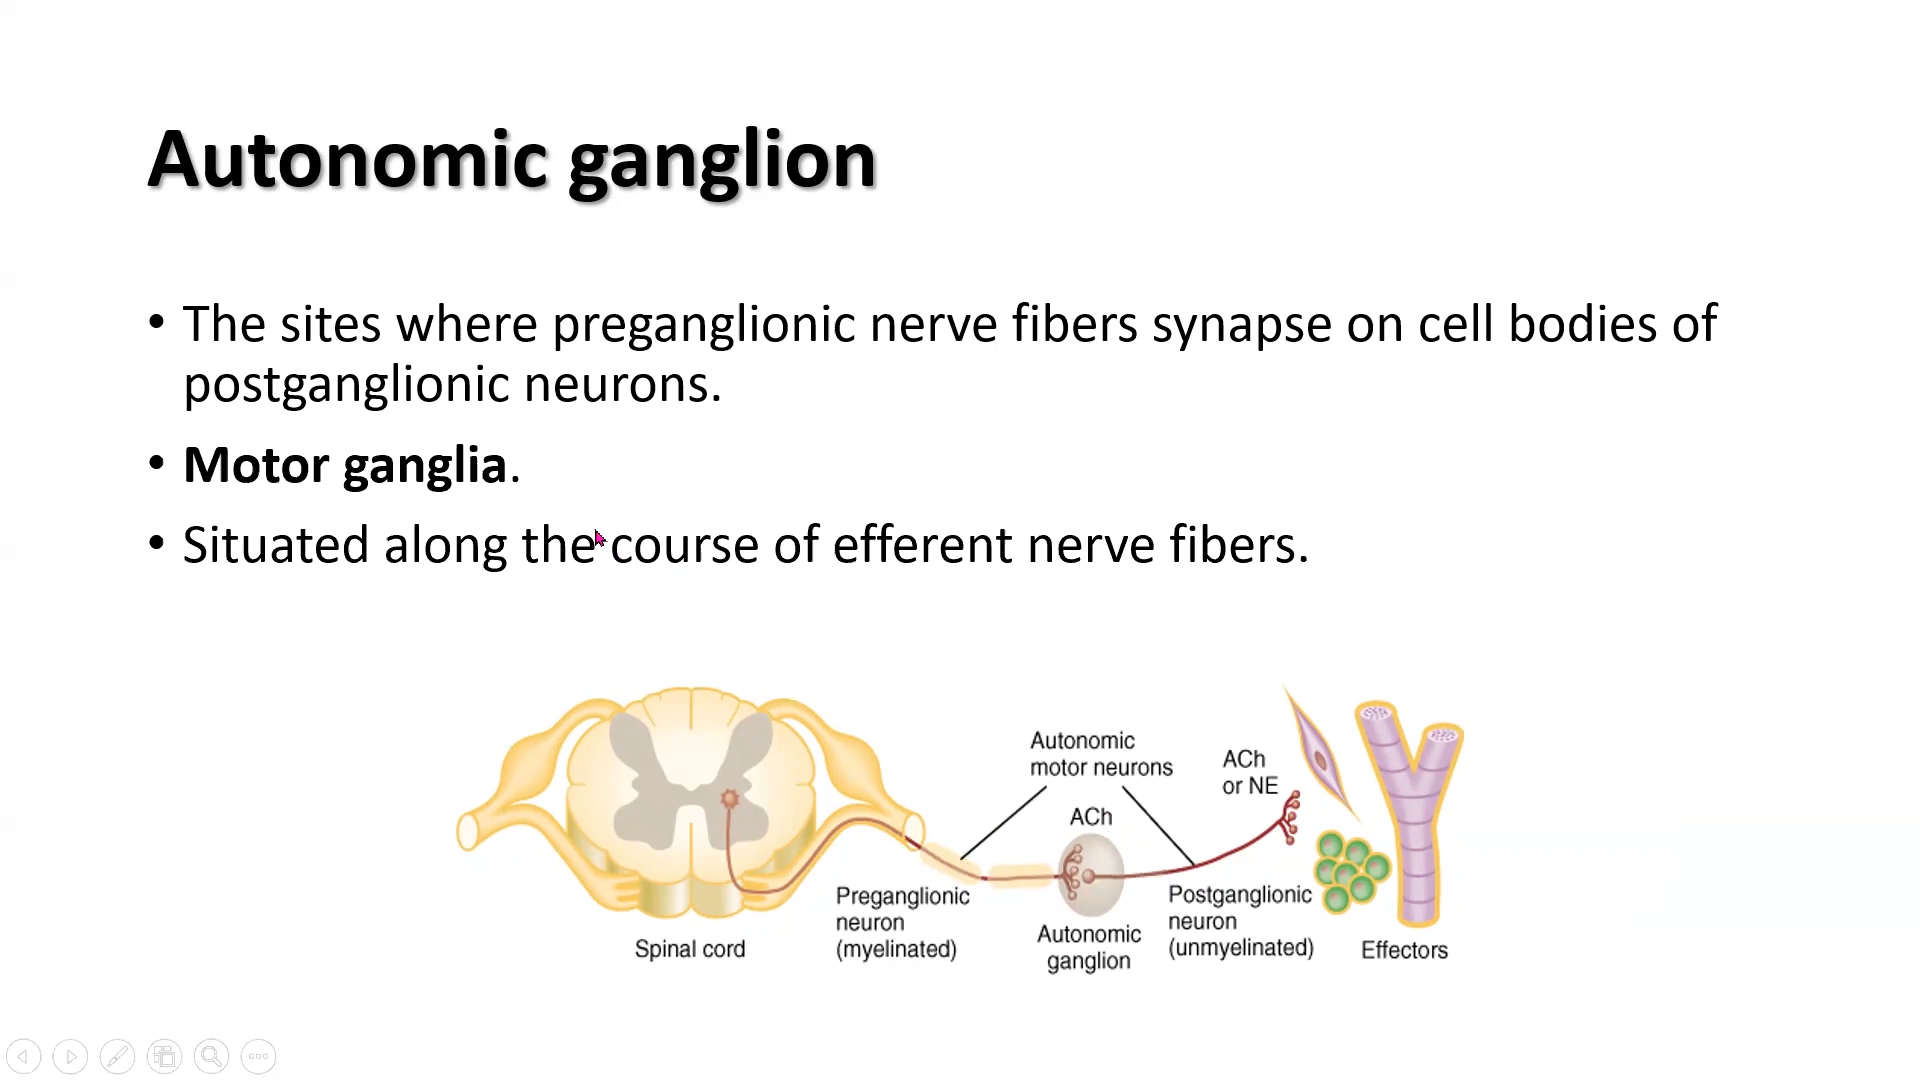 Autonomic ganglion
• The sites where preganglionic nerve fibers synapse on cell bodies of
postganglionic neurons.
• Motor ganglia.
• Situated along the course of efferent nerve fibers.
Autonomic
motor neurons
ACh
or NE
ACh
Preganglionic
neuron
(myelinated)
Postganglionic
neuron
(unmyelinated)
Autonomic
ganglion
Spinal cord
Effectors